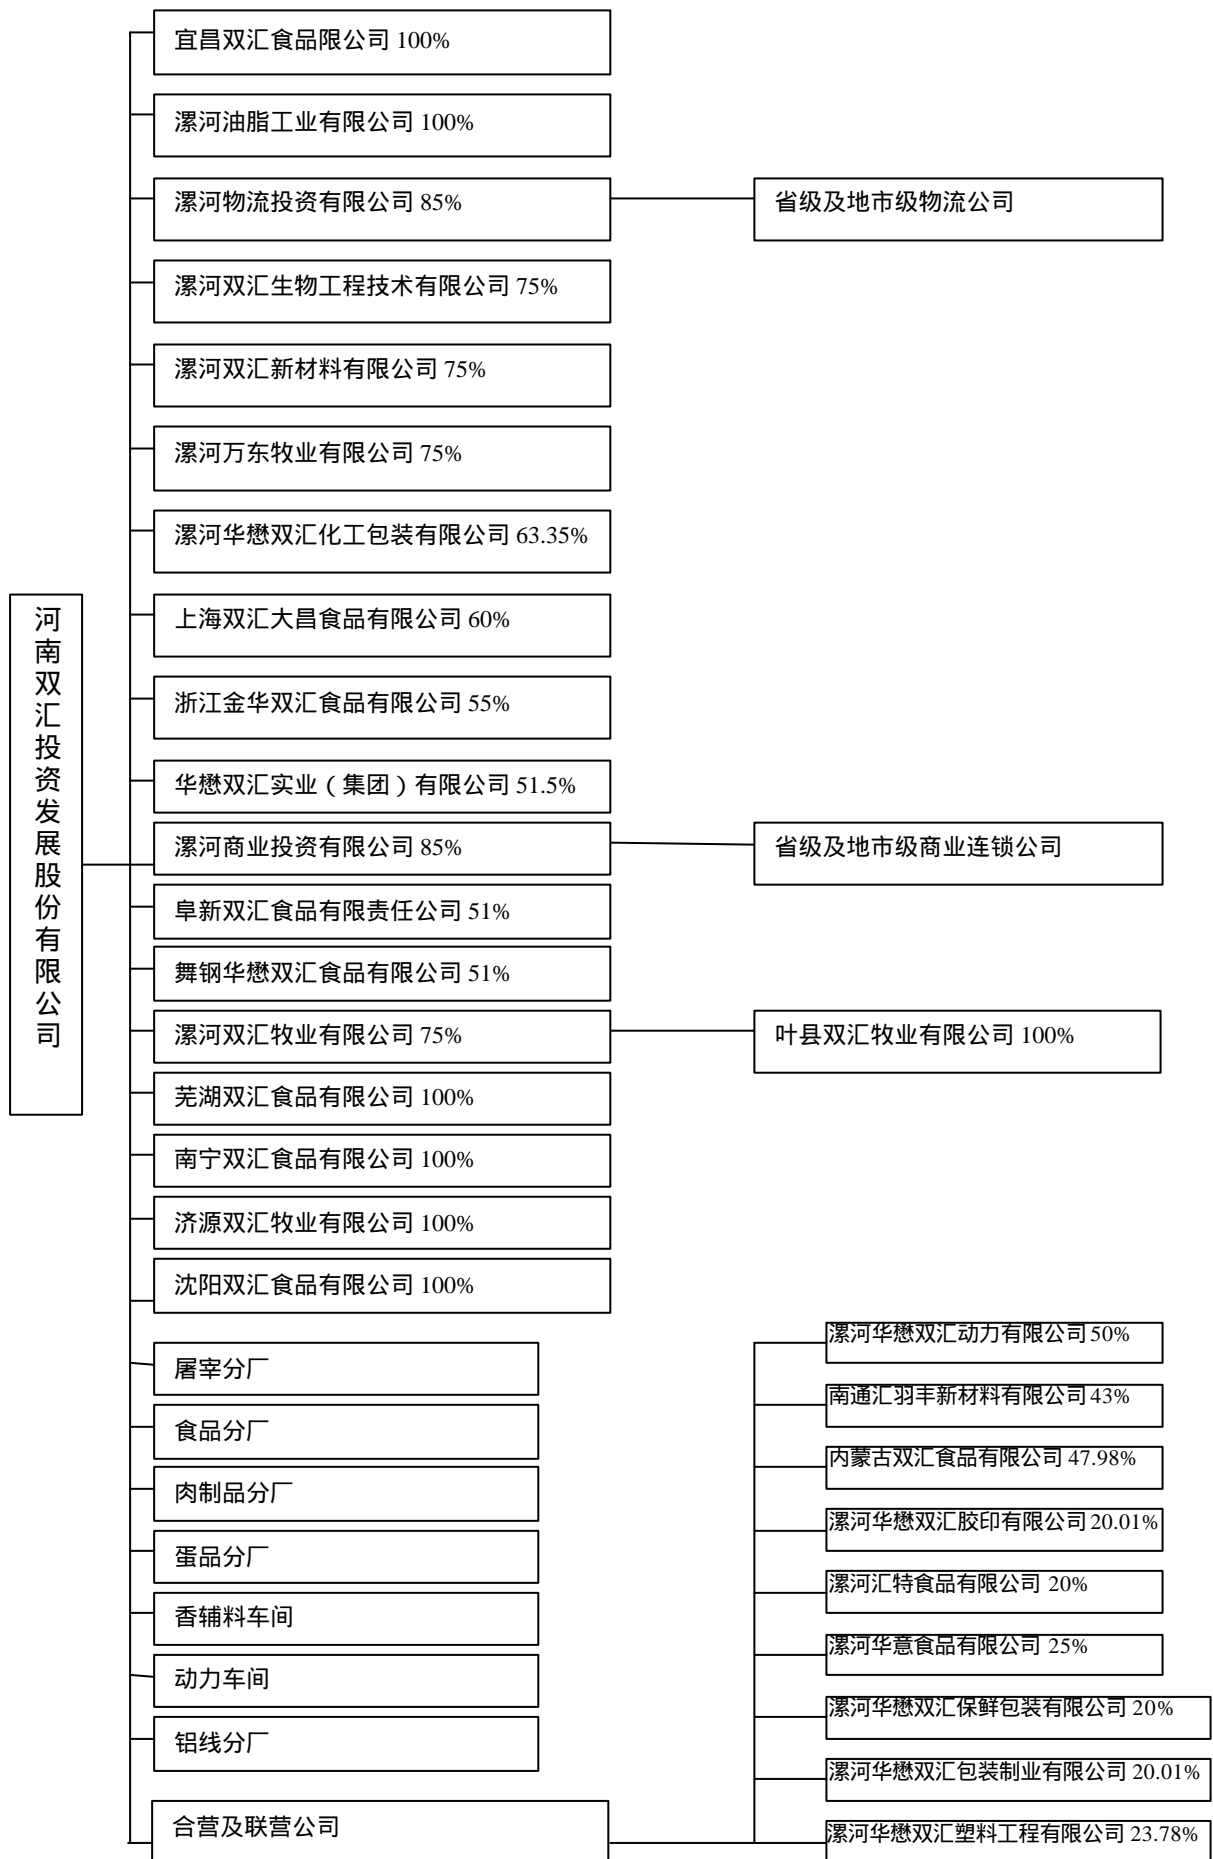 宜昌双汇食品限公司 100%
漯河油脂工业有限公司 100%
漯河物流投资有限公司 85%
省级及地市级物流公司
漯河双汇生物工程技术有限公司 75%
漯河双汇新材料有限公司 75%
漯河万东牧业有限公司 75%
漯河华懋双汇化工包装有限公司 63.35%
上海双汇大昌食品有限公司 60%
浙江金华双汇食品有限公司 55%
华懋双汇实业（集团）有限公司 51.5%
漯河商业投资有限公司 85%
省级及地市级商业连锁公司
阜新双汇食品有限责任公司 51%
舞钢华懋双汇食品有限公司 51%
漯河双汇牧业有限公司 75%
叶县双汇牧业有限公司 100%
芜湖双汇食品有限公司 100%
南宁双汇食品有限公司 100%
济源双汇牧业有限公司 100%
沈阳双汇食品有限公司 100%
河南双汇投资发展股份有限公司
屠宰分厂
食品分厂
肉制品分厂
蛋品分厂
香辅料车间
动力车间
铝线分厂
合营及联营公司
漯河华懋双汇动力有限公司 50%
南通汇羽丰新材料有限公司 43%
内蒙古双汇食品有限公司 47.98%
漯河华懋双汇胶印有限公司 20.01%
漯河汇特食品有限公司 20%
漯河华意食品有限公司 25%
漯河华懋双汇保鲜包装有限公司 20%
漯河华懋双汇包装制业有限公司 20.01%
漯河华懋双汇塑料工程有限公司 23.78%